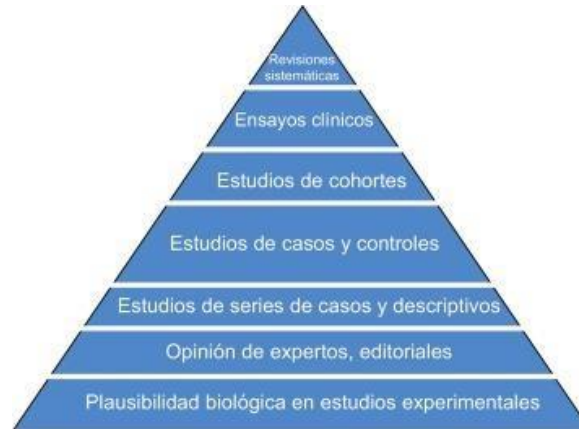 Revisiones
sistemáticas
Ensayos clínicos
Estudios de cohortes
Estudios de casos y controles
Estudios de series de casos y descriptivos
Opinión de expertos, editoriales
Plausibilidad biológica en estudios experimentales